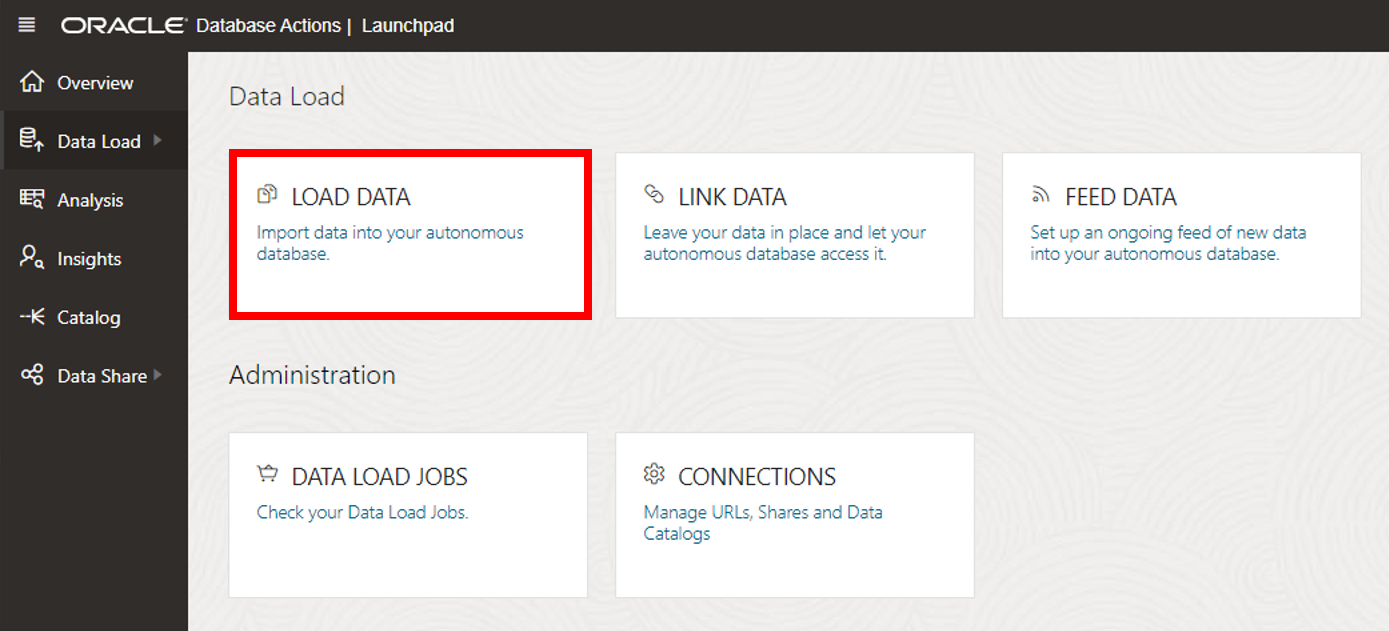 ORACLE Database Actions | Launchpad
Overview
Data Load
Analysis
Insights
Catalog
Data Share
Data Load
LOAD DATA
Import data into your autonomous
database.
LINK DATA
Leave your data in place and let your
autonomous database access it.
FEED DATA
Set up an ongoing feed of new data
into your autonomous database.
Administration
DATA LOAD JOBS
Check your Data Load Jobs.
CONNECTIONS
Manage URLs, Shares and Data
Catalogs